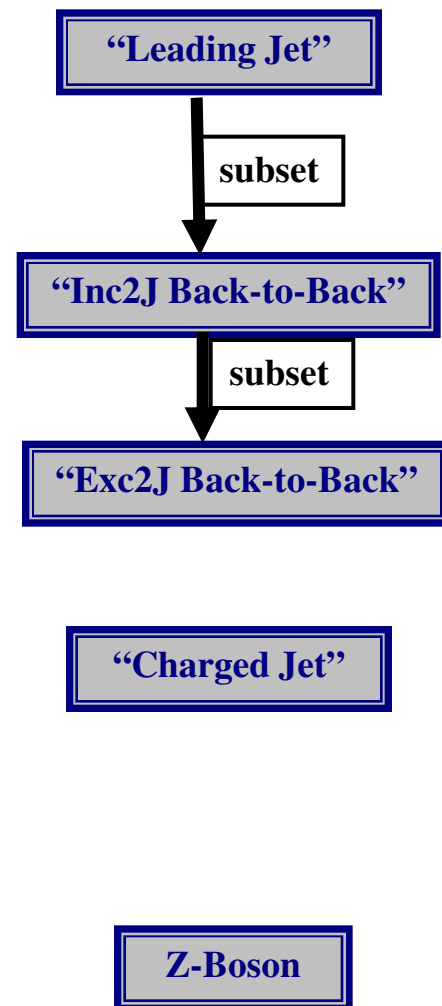 “Leading Jet”
subset
“Inc2J Back-to-Back”
subset
“Exc2J Back-to-Back”
“Charged Jet”
Z-Boson